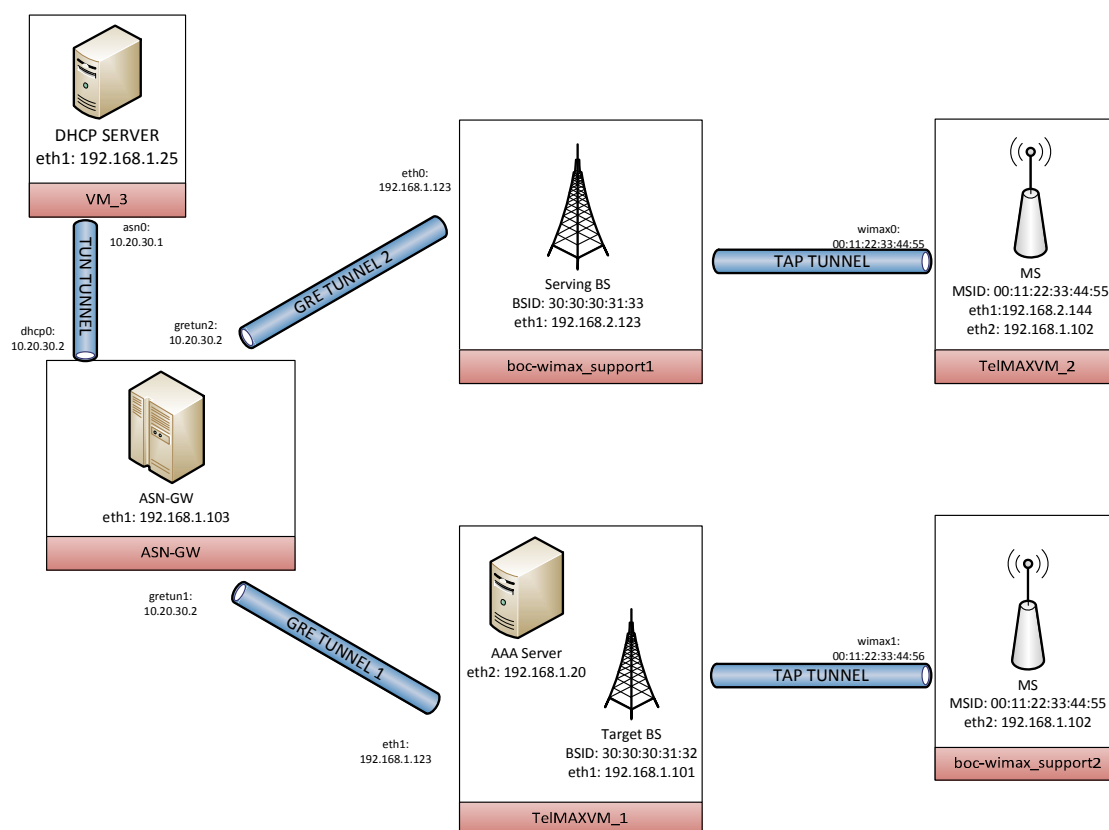 DHCP SERVER
eth1: 192.168.1.25
VM_3
asn0:
10.20.30.1
TUN TUNNEL
dhcp0:
10.20.30.2
ASN-GW
eth1: 192.168.1.103
ASN-GW
gretun2:
10.20.30.2
GRE TUNNEL 2
eth0:
192.168.1.123
Serving BS
BSID: 30:30:30:31:33
eth1: 192.168.2.123
boc-wimax_support1
wimax0:
00:11:22:33:44:55
TAP TUNNEL
MS
MSID: 00:11:22:33:44:55
eth1:192.168.2.144
eth2: 192.168.1.102
TelMAXVM_2
gretun1:
10.20.30.2
GRE TUNNEL 1
eth1:
192.168.1.123
AAA Server
eth2: 192.168.1.20
Target BS
BSID: 30:30:30:31:32
eth1: 192.168.1.101
TelMAXVM_1
wimax1:
00:11:22:33:44:56
TAP TUNNEL
MS
MSID: 00:11:22:33:44:55
eth2: 192.168.1.102
boc-wimax_support2